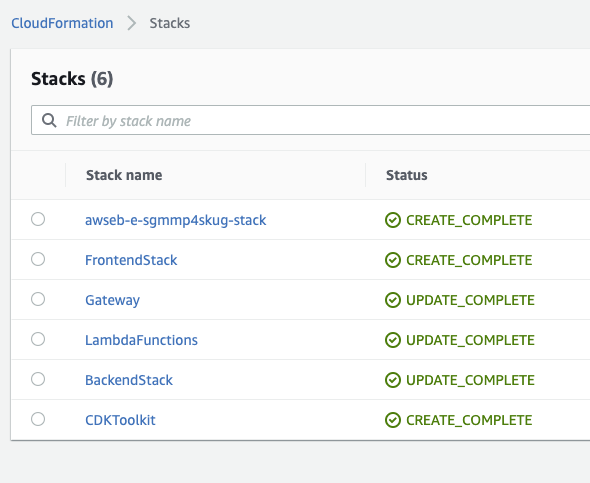 CloudFormation > Stacks
Stacks (6)
Filter by stack name
Stack name Status
awseb-e-sgmmp4skug-stack CREATE_COMPLETE
FrontendStack CREATE_COMPLETE
Gateway UPDATE_COMPLETE
LambdaFunctions UPDATE_COMPLETE
BackendStack UPDATE_COMPLETE
CDKToolkit CREATE_COMPLETE